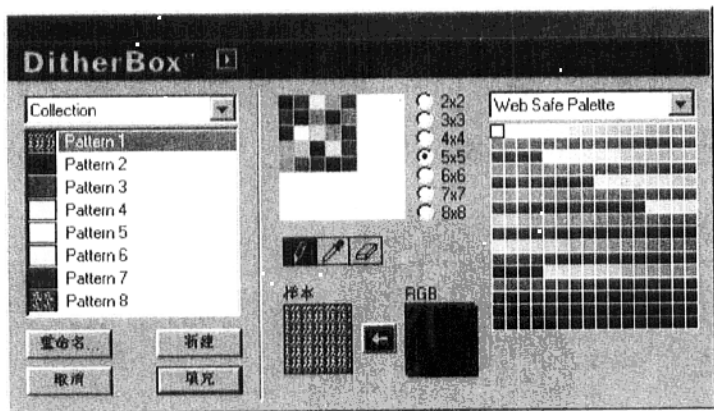 DitherBox™
Collection
Pattern 1
Pattern 2
Pattern 3
Pattern 4
Pattern 5
Pattern 6
Pattern 7
Pattern 8
重命名...
新建
取消
填充
2x2
3x3
4x4
5x5
6x6
7x7
8x8
样本
RGB
Web Safe Palette